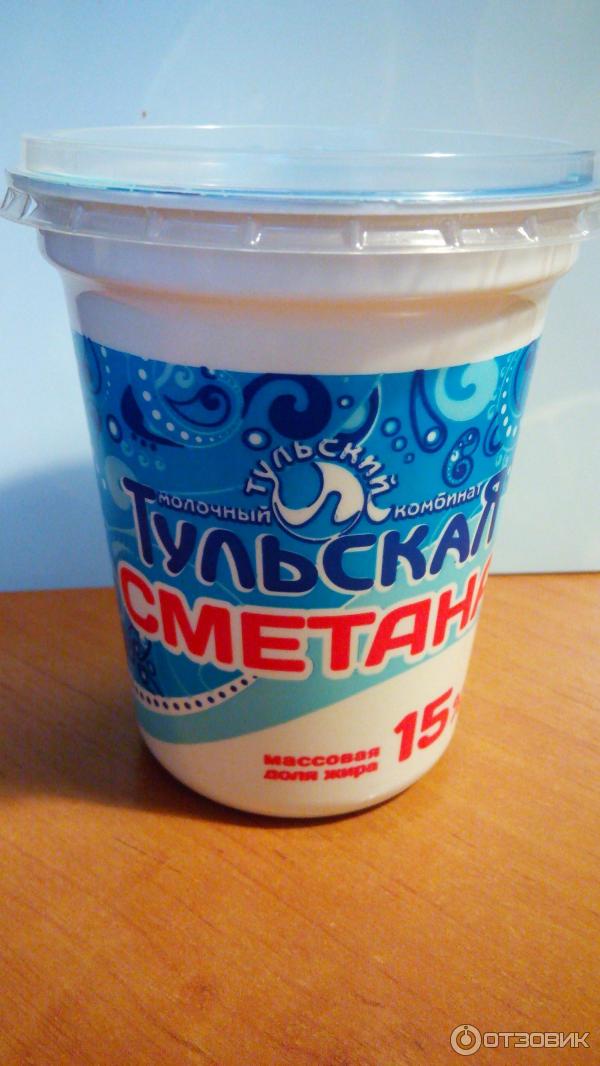 ТУЛЬСКИЙ
МОЛОЧНЫЙ КОМБИНАТ
ТУЛЬСКАЯ
СМЕТАНА
массовая
доля жира
15%
ОТЗОВИК